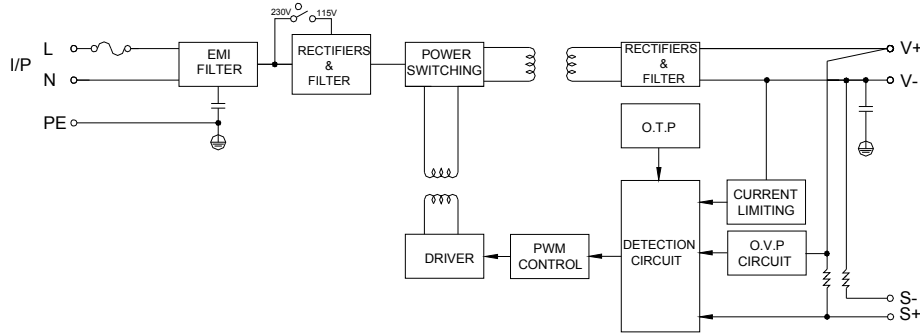 230V 115V
I/P
L
N
PE
EMI
FILTER
RECTIFIERS
&
FILTER
POWER
SWITCHING
RECTIFIERS
&
FILTER
V+
V-
O.T.P
DETECTION
CIRCUIT
CURRENT
LIMITING
O.V.P
CIRCUIT
DRIVER
PWM
CONTROL
S-
S+